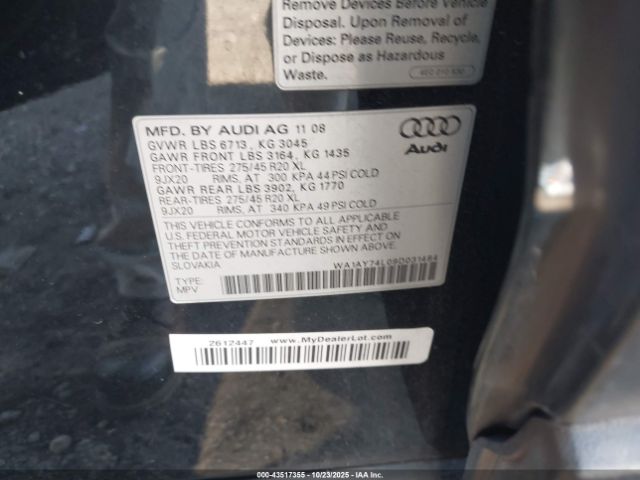 Remove Devices Before Vehicle
Disposal. Upon Removal of
Devices: Please Reuse, Recycle,
or Dispose as Hazardous
Waste.
4E0 010 530
MFD. BY AUDI AG 11 08
GVWR LBS 6713, KG 3045
GAWR FRONT LBS 3164, KG 1435
FRONT-TIRES 275/45 R20 XL
9JX20 RIMS, AT 300 KPA 44 PSI COLD
GAWR REAR LBS 3902, KG 1770
REAR-TIRES 275/45 R20 XL
9JX20 RIMS, AT 340 KPA 49 PSI COLD
Audi
THIS VEHICLE CONFORMS TO ALL APPLICABLE
U.S. FEDERAL MOTOR VEHICLE SAFETY AND
THEFT PREVENTION STANDARDS IN EFFECT ON
THE DATE OF MANUFACTURE SHOWN ABOVE.
SLOVAKIA
WA1AY74L09D031484
TYPE:
MPV
2612447 www.MyDealerLot.com
00-43517355 · 10/23/2025 · IAA Inc.